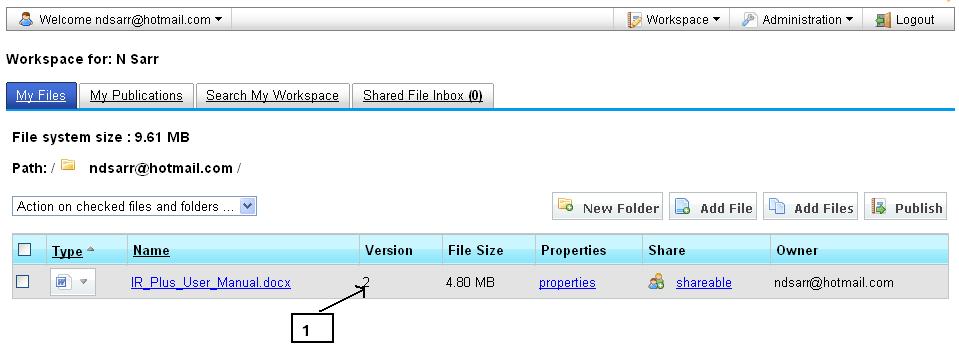 Welcome ndsarr@hotmail.com Workspace Administration Logout
Workspace for: N Sarr
My Files My Publications Search My Workspace Shared File Inbox (0)
File system size : 9.61 MB
Path: / ndsarr@hotmail.com /
Action on checked files and folders ... New Folder Add File Add Files Publish
Type Name Version File Size Properties Share Owner
IR_Plus_User_Manual.docx 2 4.80 MB properties shareable ndsarr@hotmail.com
1